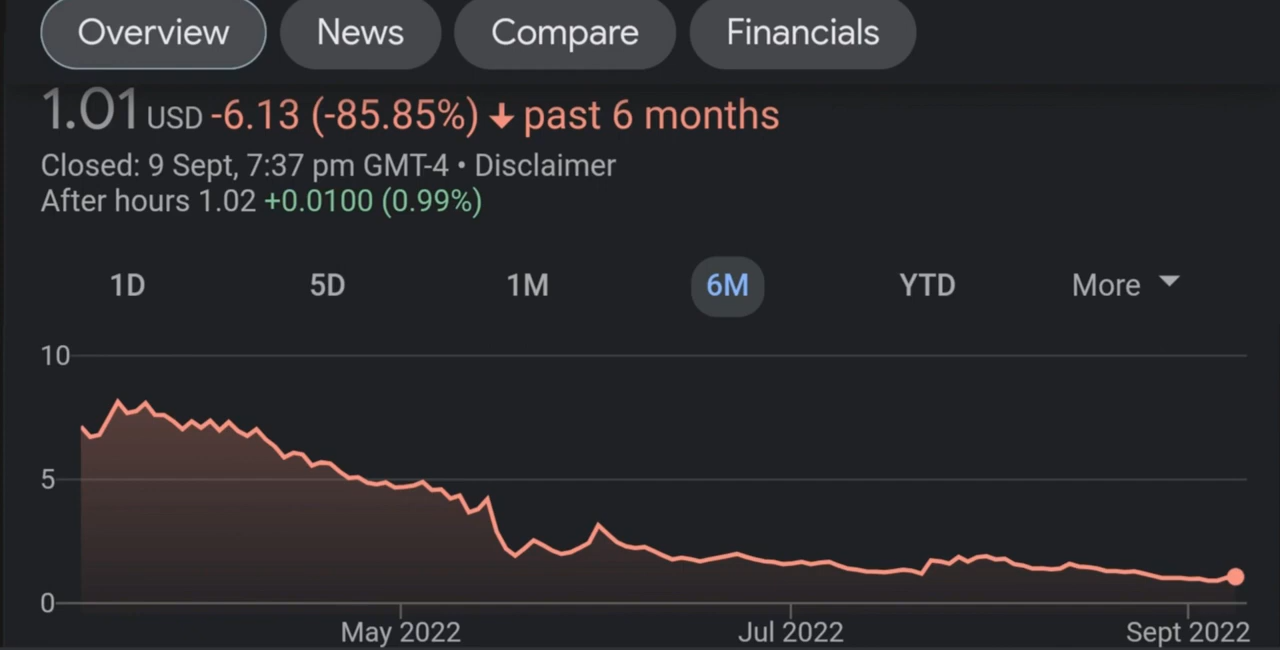 Overview News Compare Financials
1.01 USD -6.13 (-85.85%) ↓ past 6 months
Closed: 9 Sept, 7:37 pm GMT-4 • Disclaimer
After hours 1.02 +0.0100 (0.99%)
1D 5D 1M 6M YTD More
10
5
0
May 2022 Jul 2022 Sept 2022